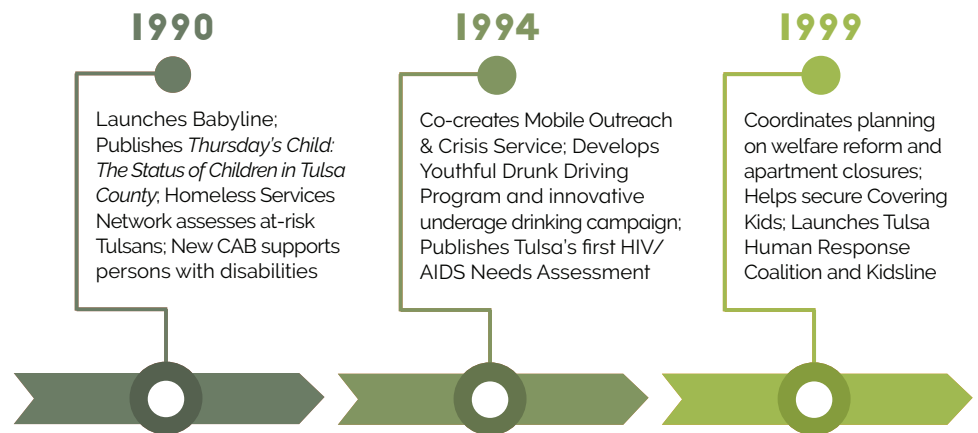 1990
Launches Babyline;
Publishes Thursday's Child:
The Status of Children in Tulsa
County; Homeless Services
Network assesses at-risk
Tulsans; New CAB supports
persons with disabilities
1994
Co-creates Mobile Outreach
& Crisis Service; Develops
Youthful Drunk Driving
Program and innovative
underage drinking campaign;
Publishes Tulsa's first HIV/
AIDS Needs Assessment
1999
Coordinates planning
on welfare reform and
apartment closures;
Helps secure Covering
Kids; Launches Tulsa
Human Response
Coalition and Kidsline